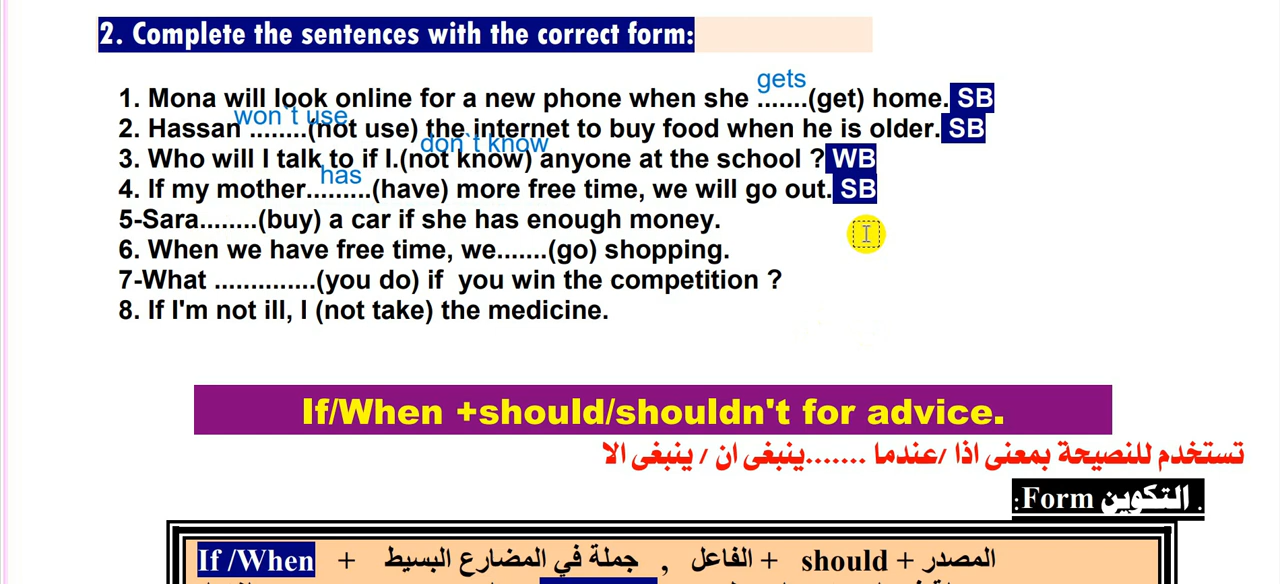 2. Complete the sentences with the correct form:
gets
1. Mona will look online for a new phone when she .......(get) home. SB
won`t use
2. Hassan ........(not use) the internet to buy food when he is older. SB
don`t know
3. Who will I talk to if I.(not know) anyone at the school ? WB
has
4. If my mother.........(have) more free time, we will go out. SB
5-Sara........(buy) a car if she has enough money.
6. When we have free time, we.......(go) shopping.
7-What ..............(you do) if you win the competition ?
8. If I'm not ill, I (not take) the medicine.
If/When +should/shouldn't for advice.
تستخدم للنصيحة بمعنى اذا /عندما .......ينبغى ان / ينبغى الا
. التكوين Form:
If /When + جملة في المضارع البسيط , الفاعل + should + المصدر